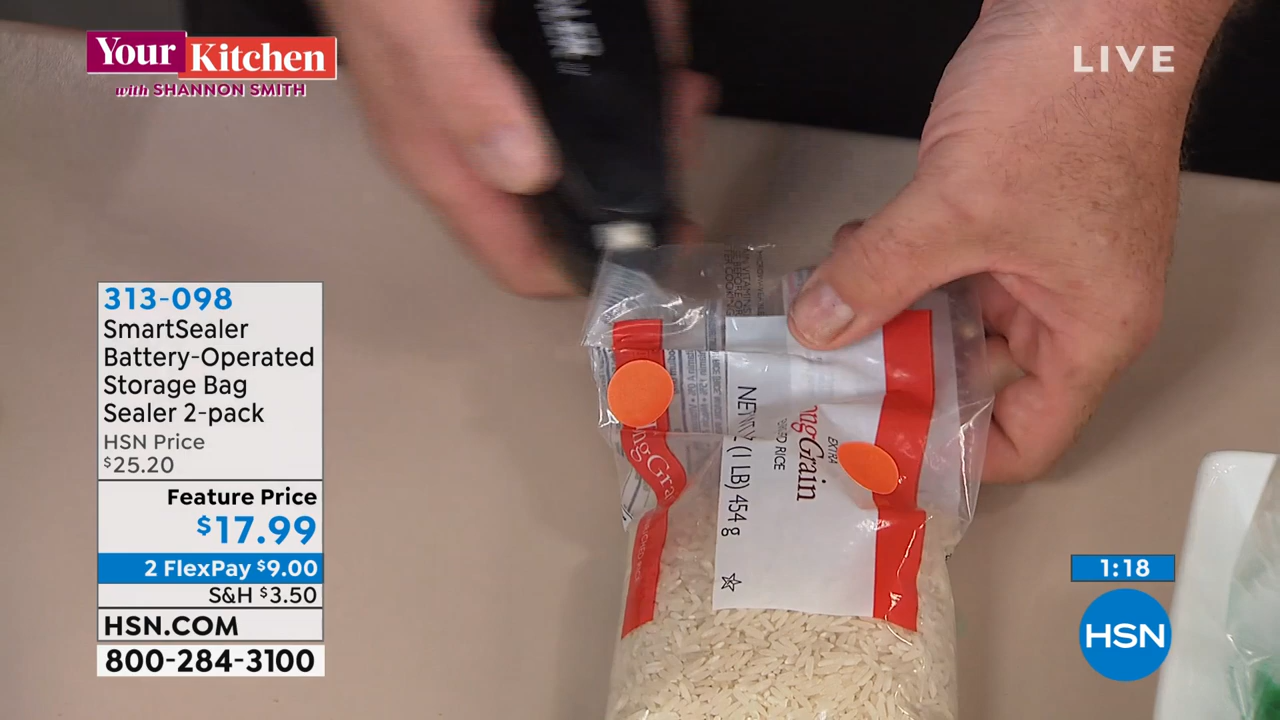 Your Kitchen
with SHANNON SMITH
LIVE
313-098
SmartSealer
Battery-Operated
Storage Bag
Sealer 2-pack
HSN Price
$25.20
Feature Price
$17.99
2 FlexPay $9.00
S&H $3.50
HSN.COM
800-284-3100
EXTRA
Grain
RICE
(1 LB) 454 g
1:18
HSN